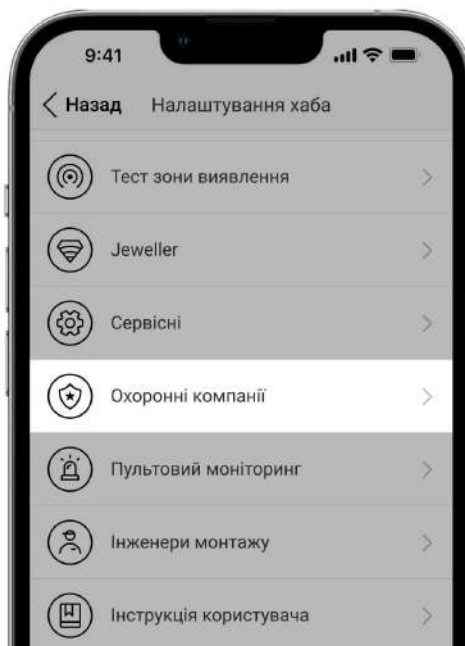 9:41
Назад Налаштування хаба
Тест зони виявлення
Jeweller
Сервісні
Охоронні компанії
Пультовий моніторинг
Інженери монтажу
Інструкція користувача